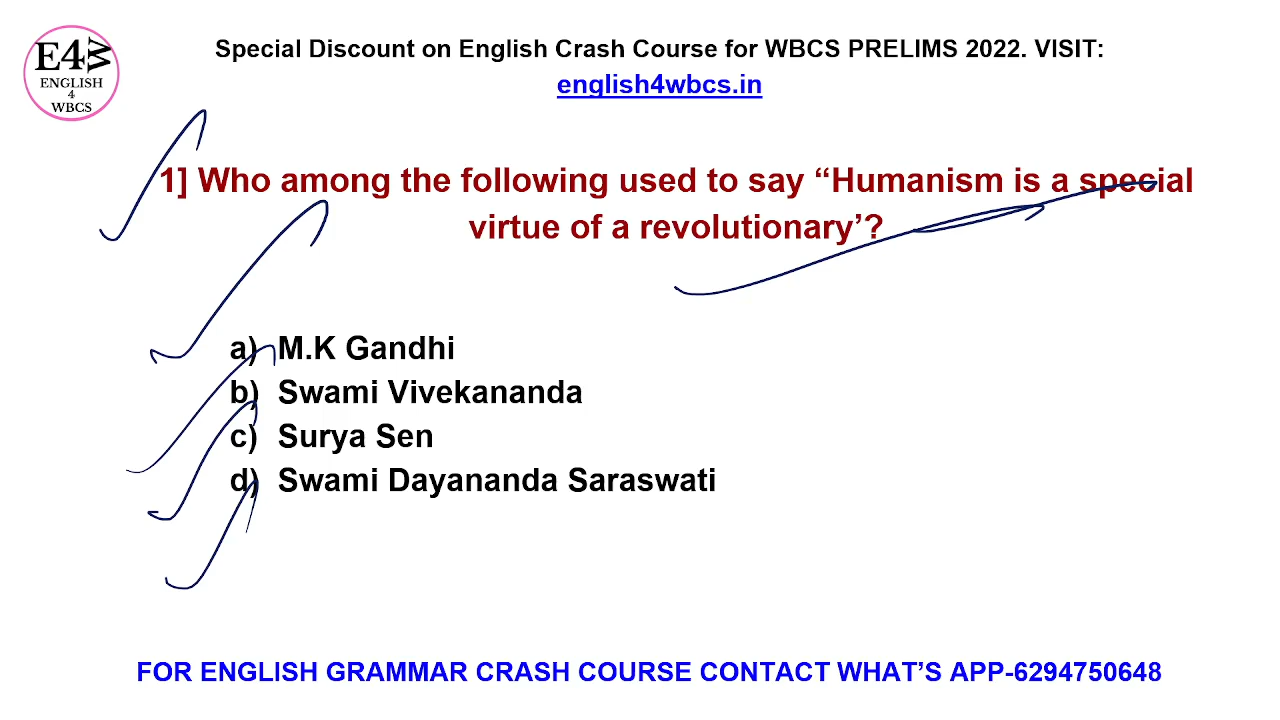 E4W
ENGLISH
4
WBCS
Special Discount on English Crash Course for WBCS PRELIMS 2022. VISIT:
english4wbcs.in
1] Who among the following used to say “Humanism is a special
virtue of a revolutionary’?
a) M.K Gandhi
b) Swami Vivekananda
c) Surya Sen
d) Swami Dayananda Saraswati
FOR ENGLISH GRAMMAR CRASH COURSE CONTACT WHAT’S APP-6294750648